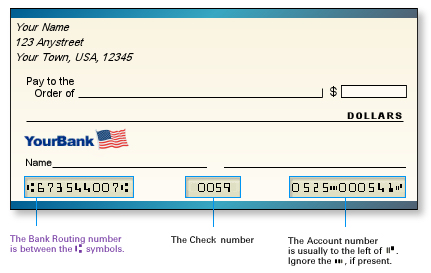 Your Name
123 Anystreet
Your Town, USA, 12345
Pay to the
Order of $
DOLLARS
YourBank
Name
⑆673544007⑆ 0059 0525⑉000541⑈
The Bank Routing number
is between the ⑆ symbols.
The Check number
The Account number
is usually to the left of ⑈.
Ignore the ⑉, if present.